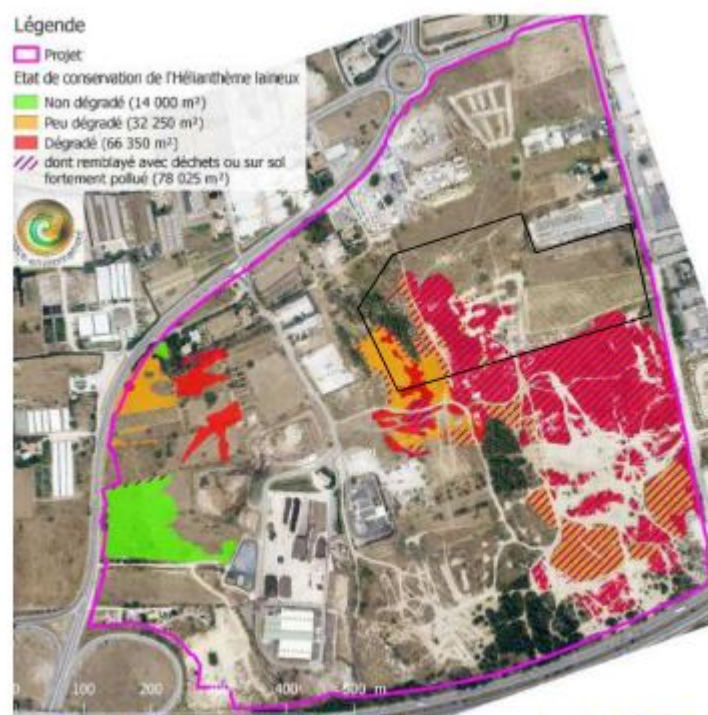 Légende
Projet
Etat de conservation de l'Hélianthème laineux
Non dégradé (14 000 m²)
Peu dégradé (32 250 m²)
Dégradé (66 350 m²)
dont remblayé avec déchets ou sur sol
fortement pollué (78 025 m²)
0 100 200 400 500 m